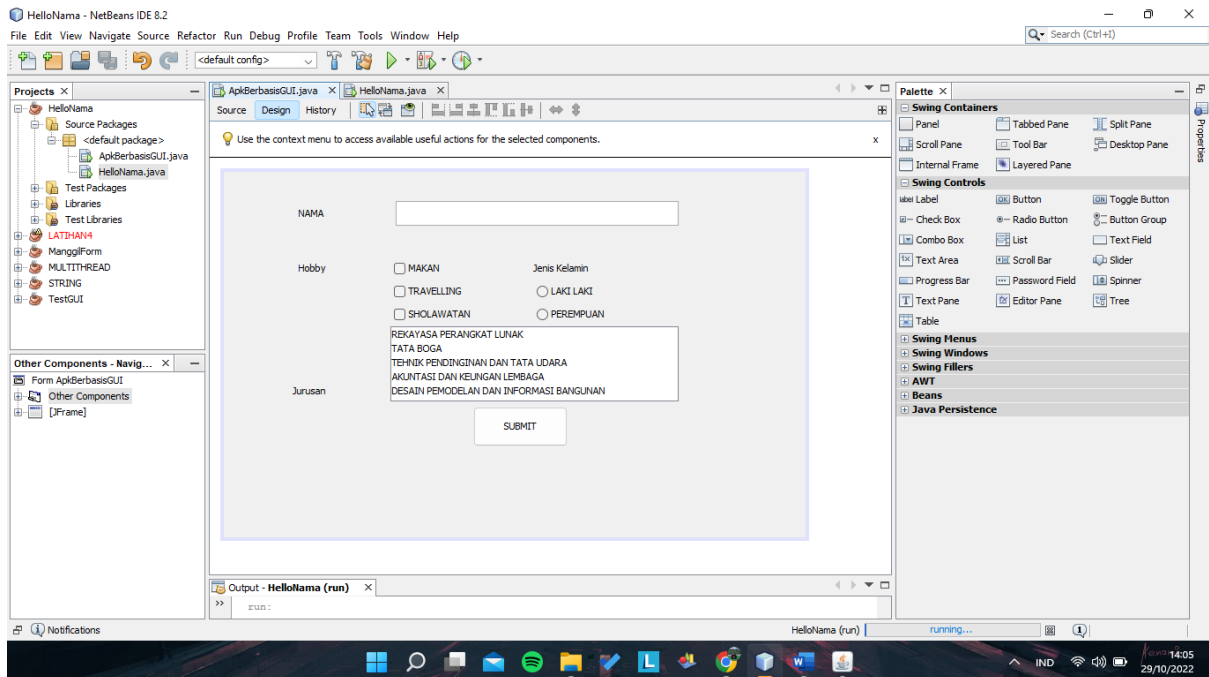 HelloNama - NetBeans IDE 8.2
File Edit View Navigate Source Refactor Run Debug Profile Team Tools Window Help
Search (Ctrl+I)
<default config>
Projects
HelloNama
Source Packages
<default package>
ApkBerbasisGUI.java
HelloNama.java
Test Packages
Libraries
Test Libraries
LATIHAN4
ManggilForm
MULTITHREAD
STRING
TestGUI
Other Components - Navig...
Form ApkBerbasisGUI
Other Components
[JFrame]
ApkBerbasisGUI.java HelloNama.java
Source Design History
Use the context menu to access available useful actions for the selected components. x
NAMA
Hobby MAKAN Jenis Kelamin
TRAVELLING LAKI LAKI
SHOLAWATAN PEREMPUAN
REKAYASA PERANGKAT LUNAK
TATA BOGA
TEHNIK PENDINGINAN DAN TATA UDARA
AKUNTASI DAN KEUNGAN LEMBAGA
Jurusan DESAIN PEMODELAN DAN INFORMASI BANGUNAN
SUBMIT
Output - HelloNama (run)
run:
Palette
Swing Containers
Panel Tabbed Pane Split Pane
Scroll Pane Tool Bar Desktop Pane
Internal Frame Layered Pane
Swing Controls
label Label OK Button ON Toggle Button
Check Box Radio Button Button Group
Combo Box List Text Field
Text Area Scroll Bar Slider
Progress Bar Password Field Spinner
Text Pane Editor Pane Tree
Table
Swing Menus
Swing Windows
Swing Fillers
AWT
Beans
Java Persistence
Properties
Notifications
HelloNama (run) running... 1
IND
14:05
29/10/2022